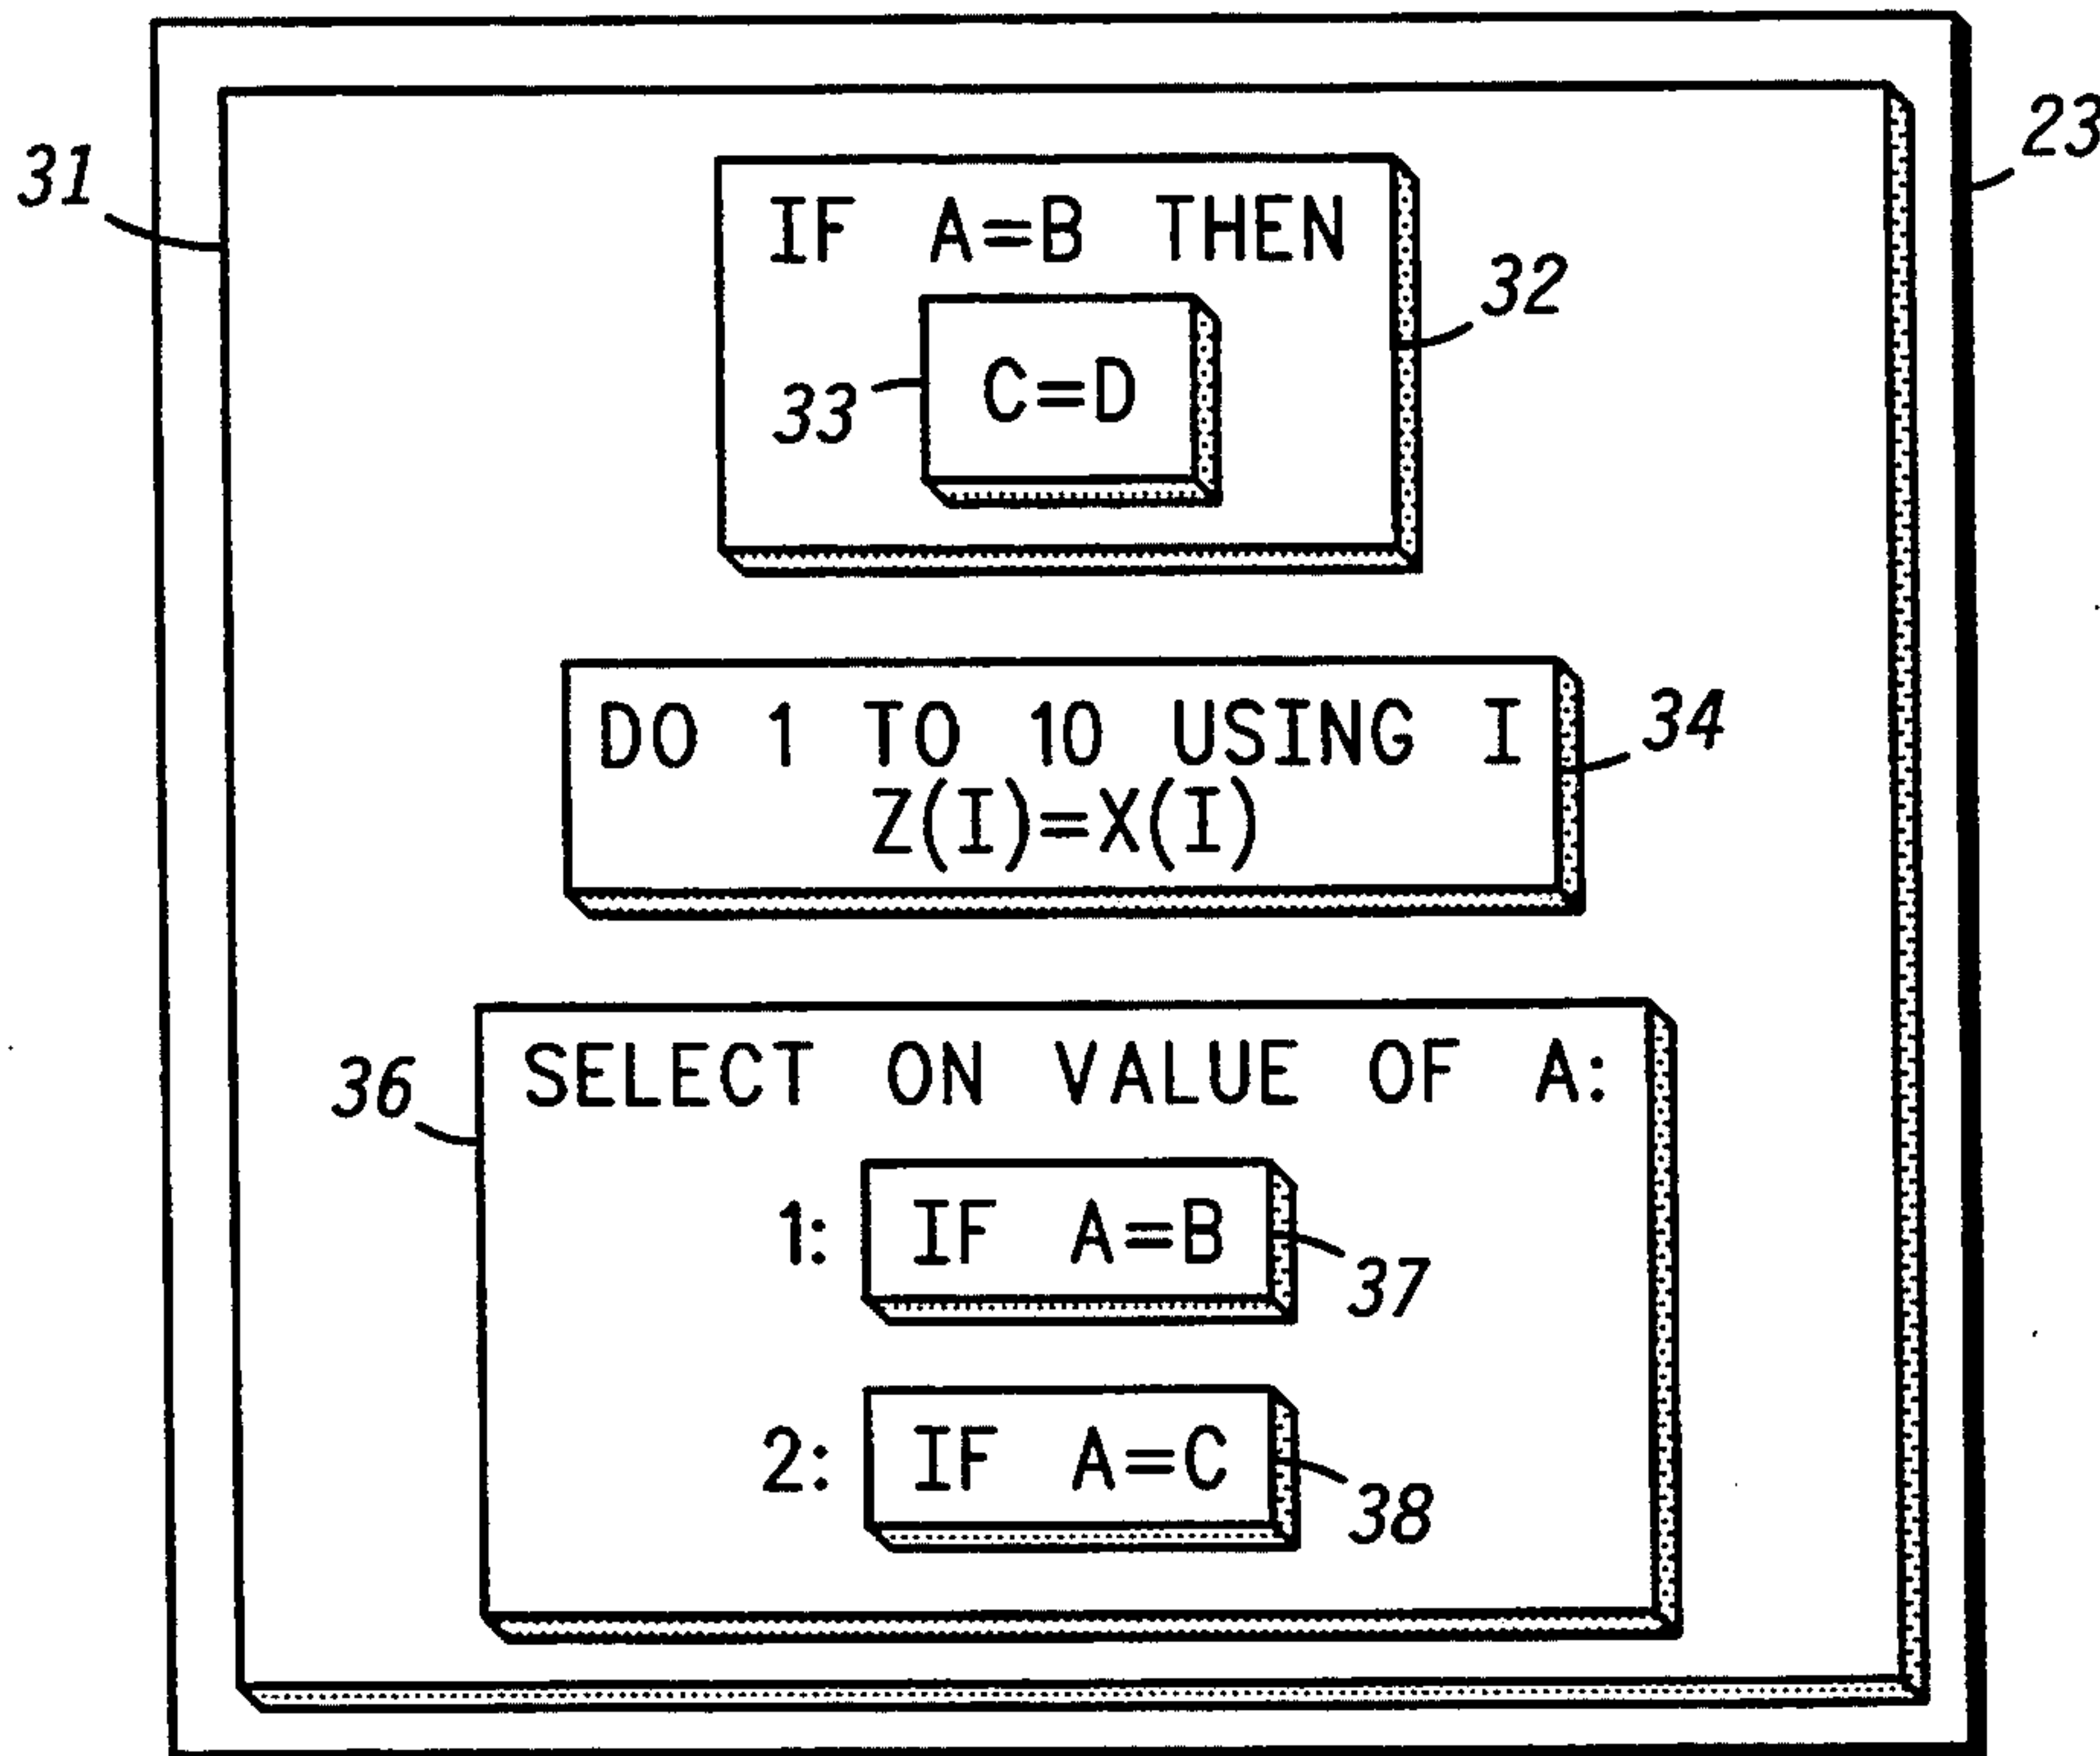 23
31
IF A=B THEN
32
C=D
33
DO 1 TO 10 USING I
34
Z(I)=X(I)
SELECT ON VALUE OF A:
36
1: IF A=B
37
2: IF A=C
38